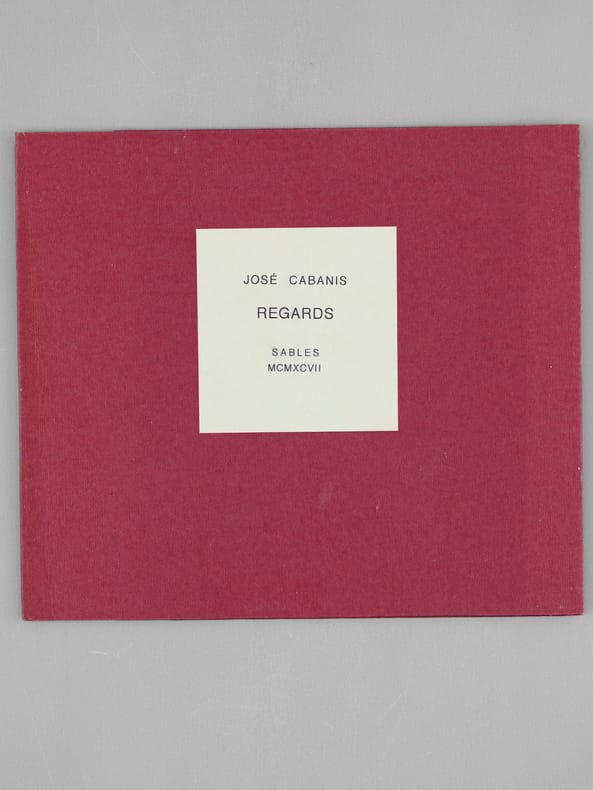 JOSÉ CABANIS
REGARDS
SABLES
MCMXCVII